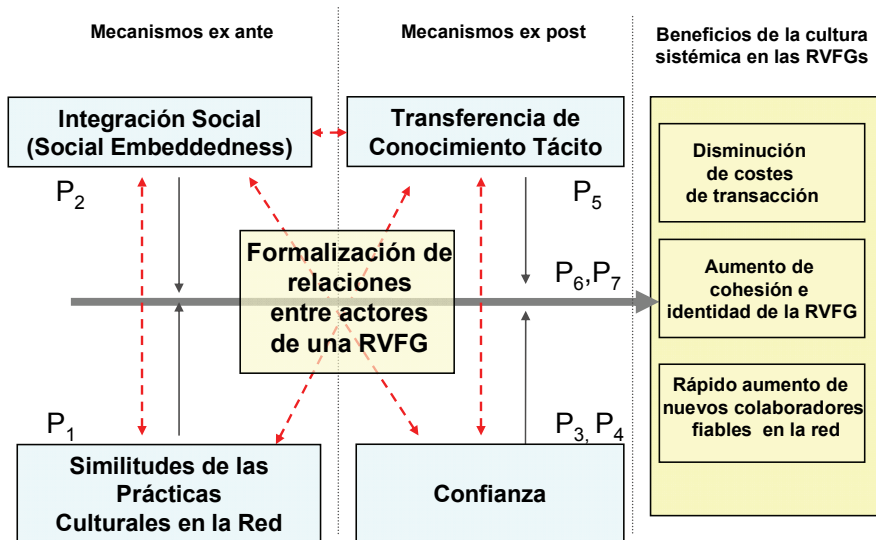 Mecanismos ex ante
Mecanismos ex post
Beneficios de la cultura
sistémica en las RVFGs
Integración Social
(Social Embeddedness)
Transferencia de
Conocimiento Tácito
Disminución
de costes
de transacción
P2
P5
Formalización de
relaciones
entre actores
de una RVFG
P6,P7
Aumento de
cohesión e
identidad de la RVFG
Rápido aumento de
nuevos colaboradores
fiables en la red
P1
P3, P4
Similitudes de las
Prácticas
Culturales en la Red
Confianza